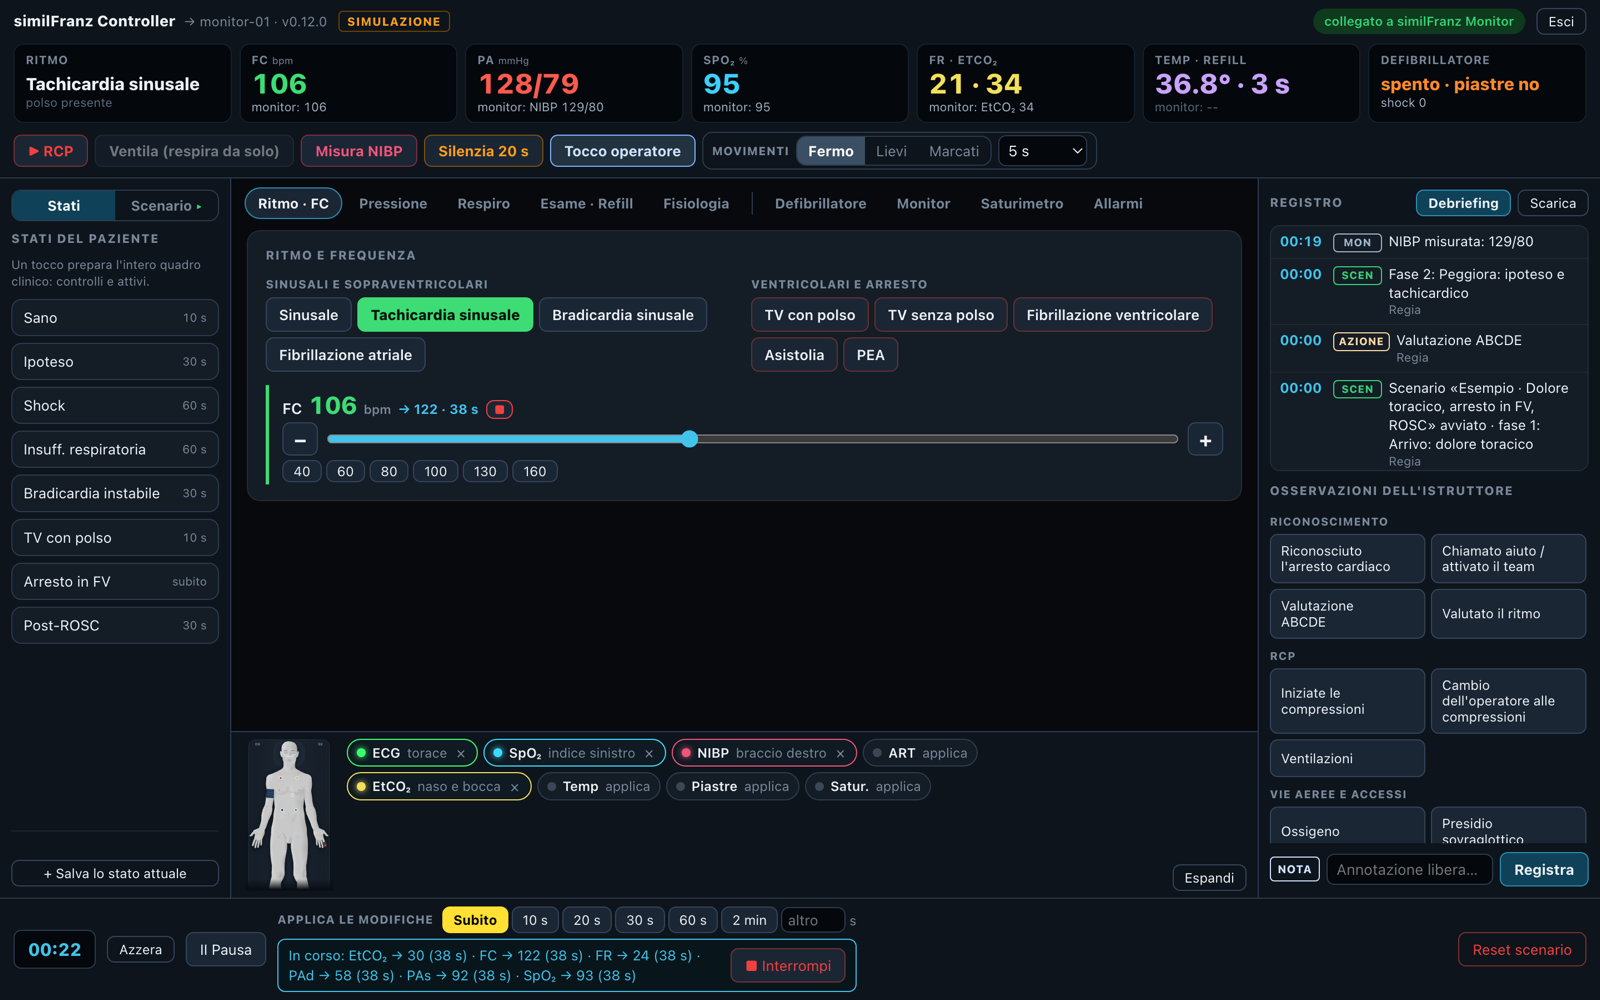 similFranz Controller → monitor-01 · v0.12.0 SIMULAZIONE collegato a similFranz Monitor Esci
RITMO
Tachicardia sinusale
polso presente
FC bpm
106
monitor: 106
PA mmHg
128/79
monitor: NIBP 129/80
SPO₂ %
95
monitor: 95
FR · ETCO₂
21 · 34
monitor: EtCO₂ 34
TEMP · REFILL
36.8° · 3 s
monitor: --
DEFIBRILLATORE
spento · piastre no
shock 0
▶ RCP Ventila (respira da solo) Misura NIBP Silenzia 20 s Tocco operatore MOVIMENTI Fermo Lievi Marcati 5 s
Stati Scenario ▸
STATI DEL PAZIENTE
Un tocco prepara l'intero quadro
clinico: controlli e attivi.
Sano 10 s
Ipoteso 30 s
Shock 60 s
Insuff. respiratoria 60 s
Bradicardia instabile 30 s
TV con polso 10 s
Arresto in FV subito
Post-ROSC 30 s
+ Salva lo stato attuale
Ritmo · FC Pressione Respiro Esame · Refill Fisiologia Defibrillatore Monitor Saturimetro Allarmi
RITMO E FREQUENZA
SINUSALI E SOPRAVENTRICOLARI
Sinusale Tachicardia sinusale Bradicardia sinusale
Fibrillazione atriale
VENTRICOLARI E ARRESTO
TV con polso TV senza polso Fibrillazione ventricolare
Asistolia PEA
FC 106 bpm → 122 · 38 s
− +
40 60 80 100 130 160
ECG torace × SpO₂ indice sinistro × NIBP braccio destro × ART applica
EtCO₂ naso e bocca × Temp applica Piastre applica Satur. applica
Espandi
REGISTRO Debriefing Scarica
00:19 MON NIBP misurata: 129/80
00:00 SCEN Fase 2: Peggiora: ipoteso e
tachicardico
Regia
00:00 AZIONE Valutazione ABCDE
Regia
00:00 SCEN Scenario «Esempio · Dolore
toracico, arresto in FV,
ROSC» avviato · fase 1:
Arrivo: dolore toracico
Regia
OSSERVAZIONI DELL'ISTRUTTORE
RICONOSCIMENTO
Riconosciuto
l'arresto cardiaco
Chiamato aiuto /
attivato il team
Valutazione
ABCDE
Valutato il ritmo
RCP
Iniziate le
compressioni
Cambio
dell'operatore alle
compressioni
Ventilazioni
VIE AEREE E ACCESSI
Ossigeno
Presidio
sovraglottico
NOTA Annotazione libera... Registra
00:22 Azzera II Pausa
APPLICA LE MODIFICHE Subito 10 s 20 s 30 s 60 s 2 min altro s
In corso: EtCO₂ → 30 (38 s) · FC → 122 (38 s) · FR → 24 (38 s) ·
PAd → 58 (38 s) · PAs → 92 (38 s) · SpO₂ → 93 (38 s)
Interrompi
Reset scenario